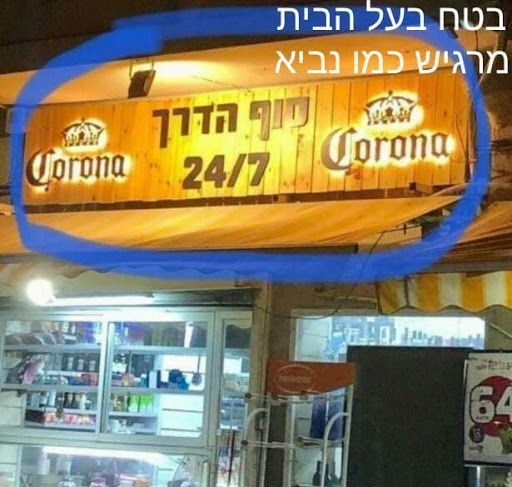 בטח בעל הבית
מרגיש כמו נביא
Corona
סוף הדרך
24/7
Corona
64